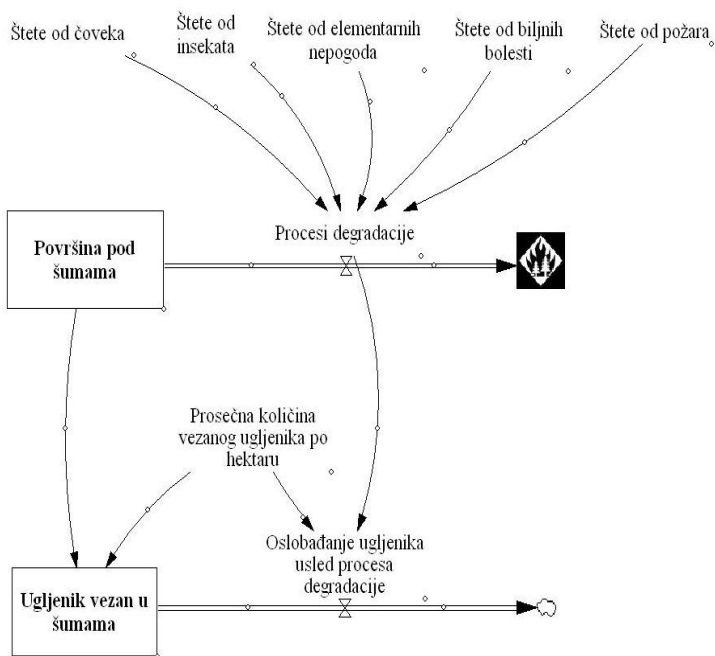 Štete od čoveka
Štete od
insekata
Štete od elementarnih
nepogoda
Štete od biljnih
bolesti
Štete od požara
Procesi degradacije
Površina pod
šumama
Prosečna količina
vezanog ugljenika po
hektaru
Oslobađanje ugljenika
usled procesa
degradacije
Ugljenik vezan u
šumama